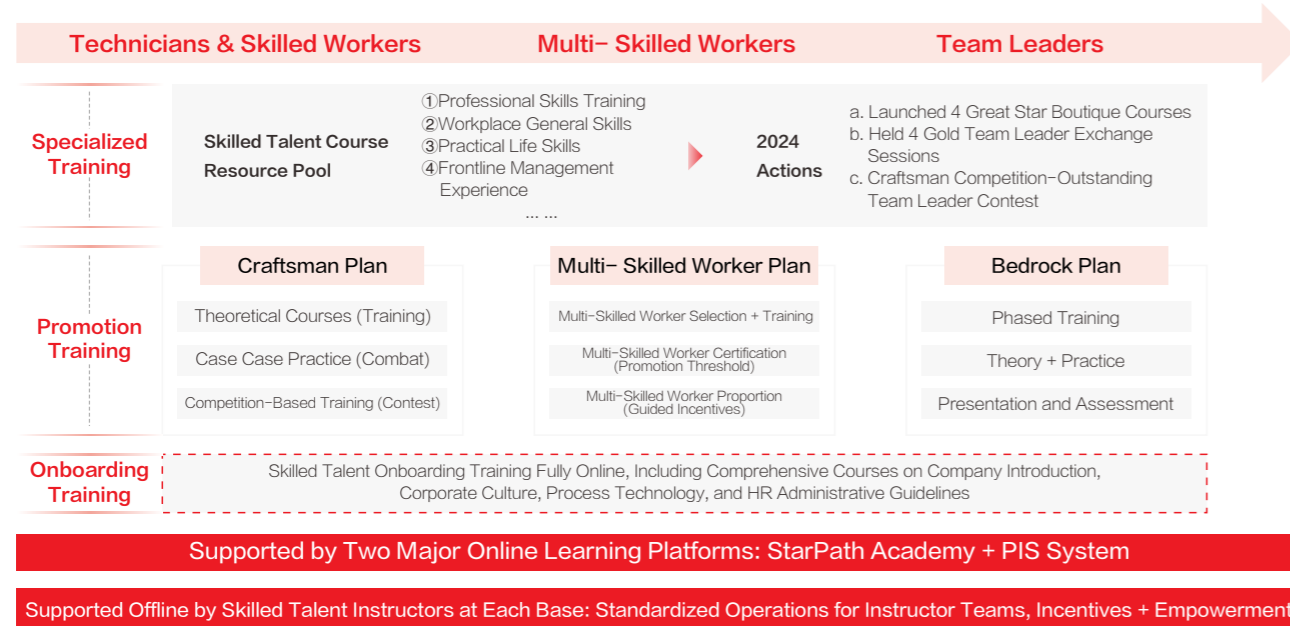 Technicians & Skilled Workers
Multi- Skilled Workers
Team Leaders
Specialized
Training
Skilled Talent Course
Resource Pool
①Professional Skills Training
②Workplace General Skills
③Practical Life Skills
④Frontline Management
Experience
... ...
2024
Actions
a. Launched 4 Great Star Boutique Courses
b. Held 4 Gold Team Leader Exchange
Sessions
c. Craftsman Competition-Outstanding
Team Leader Contest
Promotion
Training
Craftsman Plan
Theoretical Courses (Training)
Case Case Practice (Combat)
Competition-Based Training (Contest)
Multi- Skilled Worker Plan
Multi-Skilled Worker Selection + Training
Multi-Skilled Worker Certification
(Promotion Threshold)
Multi-Skilled Worker Proportion
(Guided Incentives)
Bedrock Plan
Phased Training
Theory + Practice
Presentation and Assessment
Onboarding
Training
Skilled Talent Onboarding Training Fully Online, Including Comprehensive Courses on Company Introduction,
Corporate Culture, Process Technology, and HR Administrative Guidelines
Supported by Two Major Online Learning Platforms: StarPath Academy + PIS System
Supported Offline by Skilled Talent Instructors at Each Base: Standardized Operations for Instructor Teams, Incentives + Empowerment